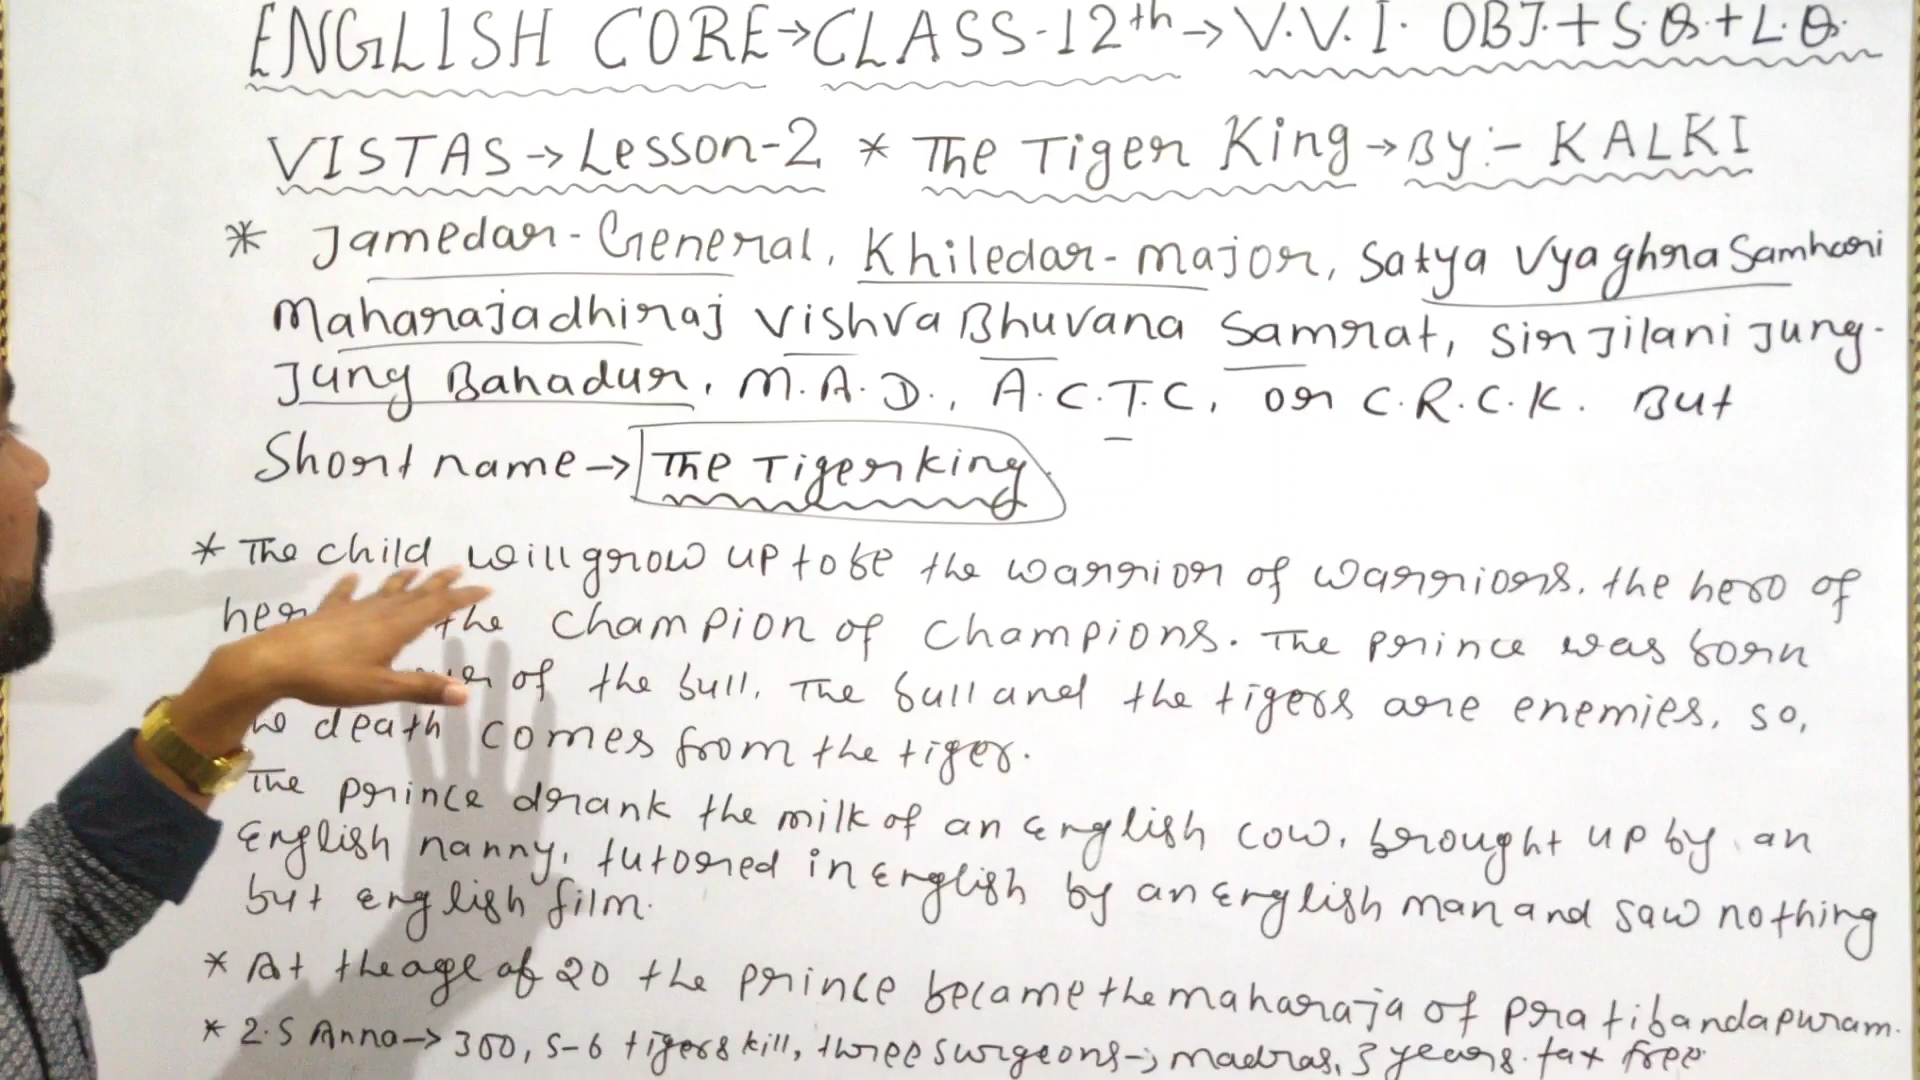 ENGLISH CORE→CLASS-12th→V.V.I. OBJ.+S.Q.+L.Q.
VISTAS→Lesson-2 * The Tiger King→By:- KALKI
* Jamedar-General, Khiledar-major, Satya Vyaghra Samhari
Maharajadhiraj Vishva Bhuvana Samrat, Sir Jilani Jung-
Jung Bahadur, M.A.D., A.C.T.C, or C.R.C.K. But
Short name→ The Tiger king.
* The child will grow up to be the warrior of warriors. the hero of
the champion of champions. The prince was born
of the bull. The bull and the tigers are enemies, so,
death comes from the tiger.
The prince drank the milk of an English cow, brought up by an
English nanny, tutored in English by an English man and saw nothing
but english film.
* At the age of 20 the prince became the maharaja of Pratibandapuram.
* 2.5 Anna→ 300, 5-6 tigers kill, three surgeons→ madras, 3 years. tax free